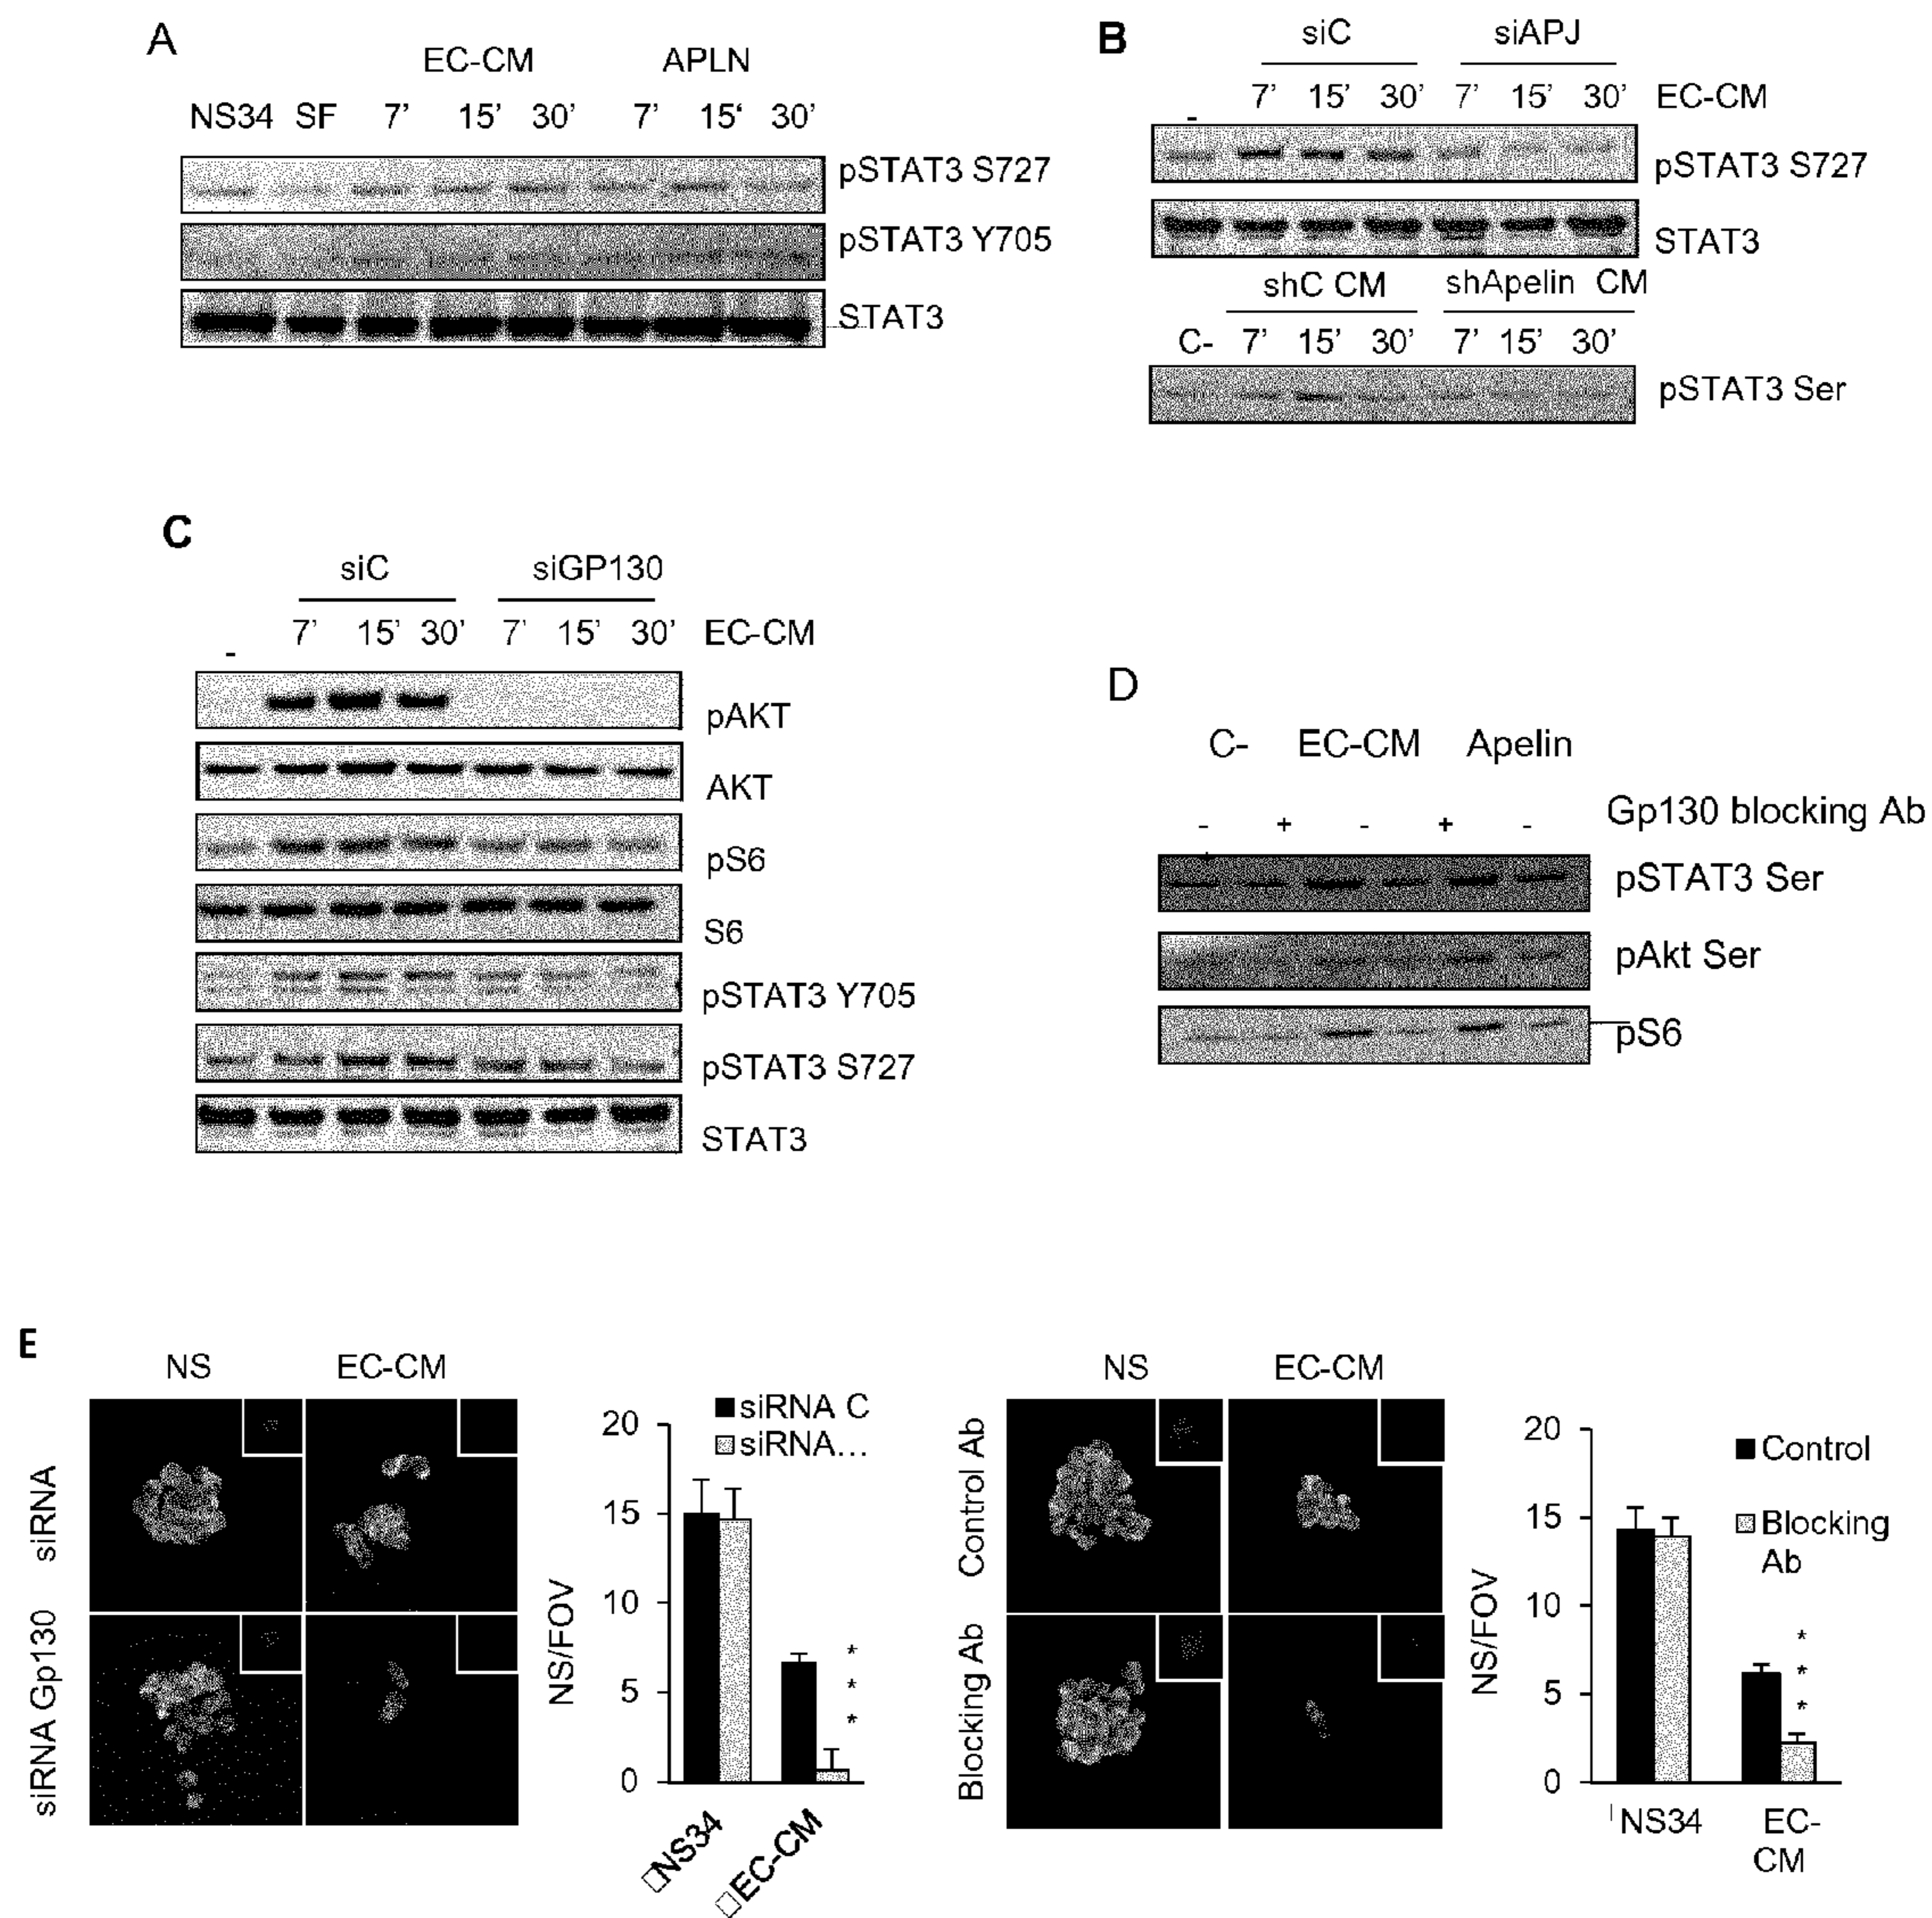 A
EC-CM APLN
NS34 SF 7’ 15’ 30’ 7’ 15‘ 30’
pSTAT3 S727
pSTAT3 Y705
STAT3
B
siC siAPJ
- 7’ 15’ 30’ 7’ 15’ 30’ EC-CM
pSTAT3 S727
STAT3
shC CM shApelin CM
C- 7’ 15’ 30’ 7’ 15’ 30’
pSTAT3 Ser
C
siC siGP130
- 7’ 15’ 30’ 7’ 15’ 30’ EC-CM
pAKT
AKT
pS6
S6
pSTAT3 Y705
pSTAT3 S727
STAT3
D
C- EC-CM Apelin
- + - + - Gp130 blocking Ab
pSTAT3 Ser
pAkt Ser
pS6
E
NS EC-CM
siRNA
siRNA Gp130
siRNA C
siRNA...
NS/FOV
20
15
10
5
0
* * *
NS34
EC-CM
NS EC-CM
Control Ab
Blocking Ab
Control
Blocking
Ab
NS/FOV
20
15
10
5
0
* * *
NS34 EC-
CM